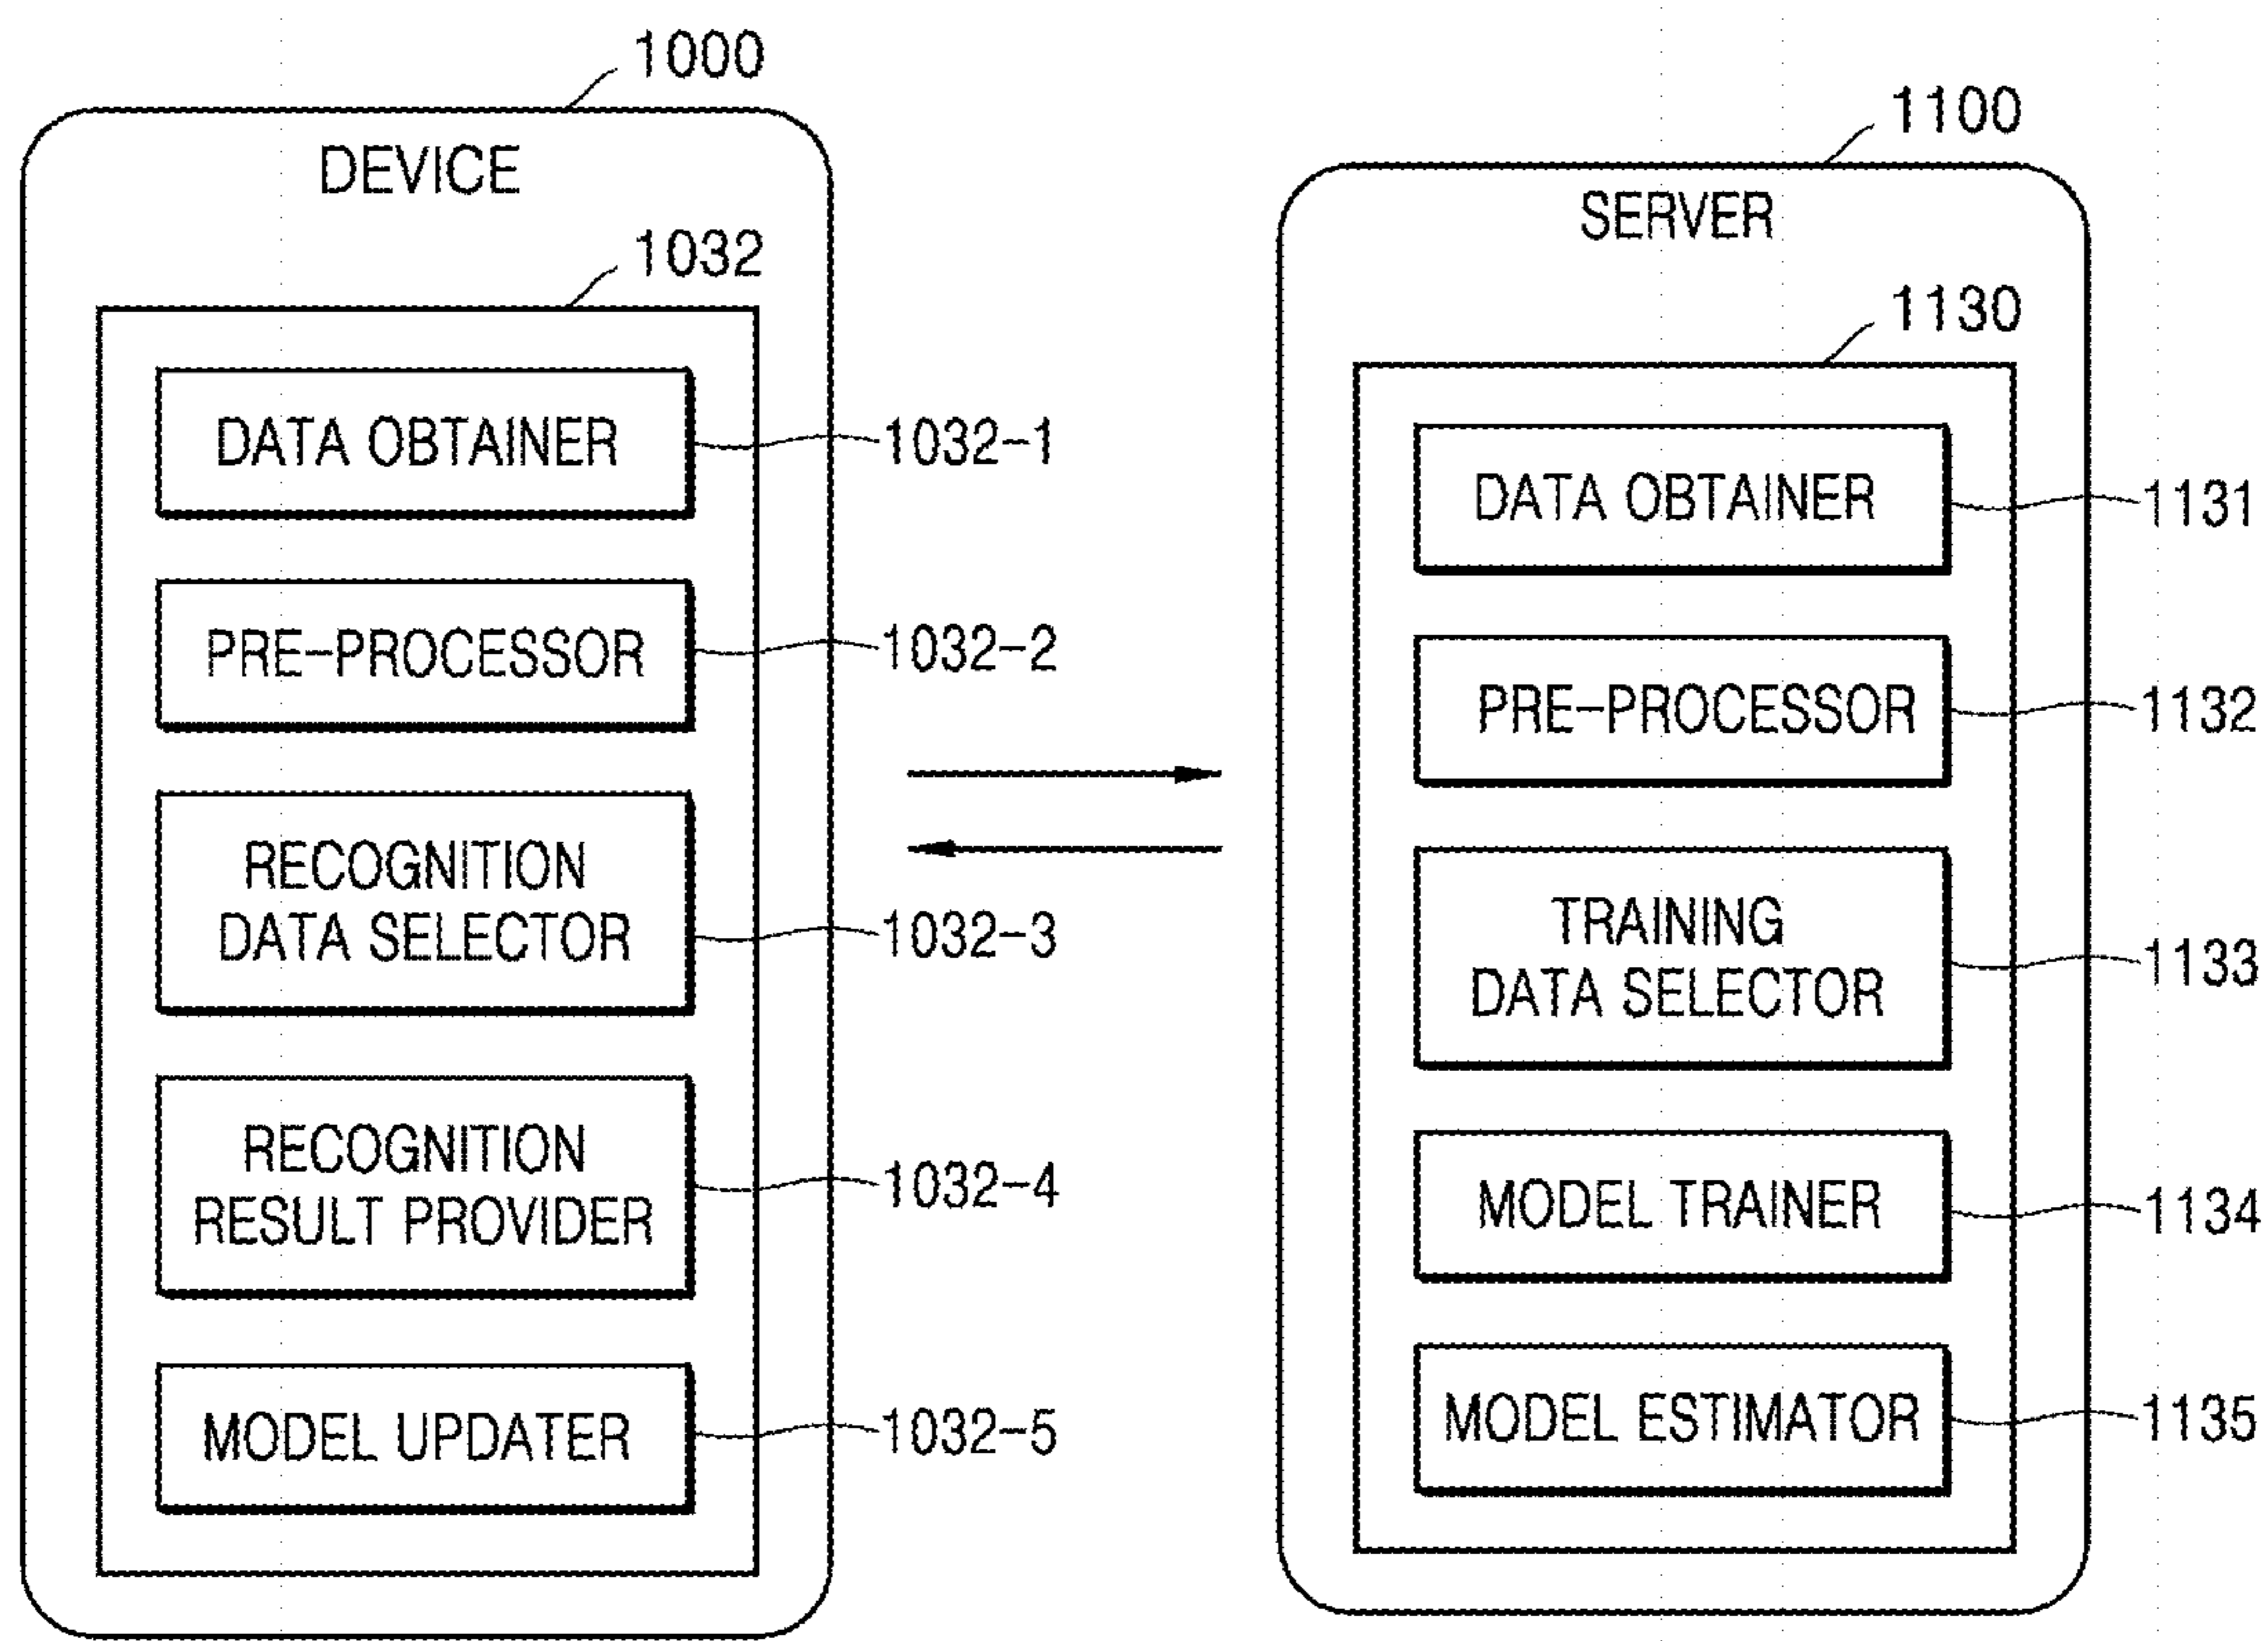 1000
DEVICE
1032
DATA OBTAINER
1032-1
PRE-PROCESSOR
1032-2
RECOGNITION
DATA SELECTOR
1032-3
RECOGNITION
RESULT PROVIDER
1032-4
MODEL UPDATER
1032-5
1100
SERVER
1130
DATA OBTAINER
1131
PRE-PROCESSOR
1132
TRAINING
DATA SELECTOR
1133
MODEL TRAINER
1134
MODEL ESTIMATOR
1135